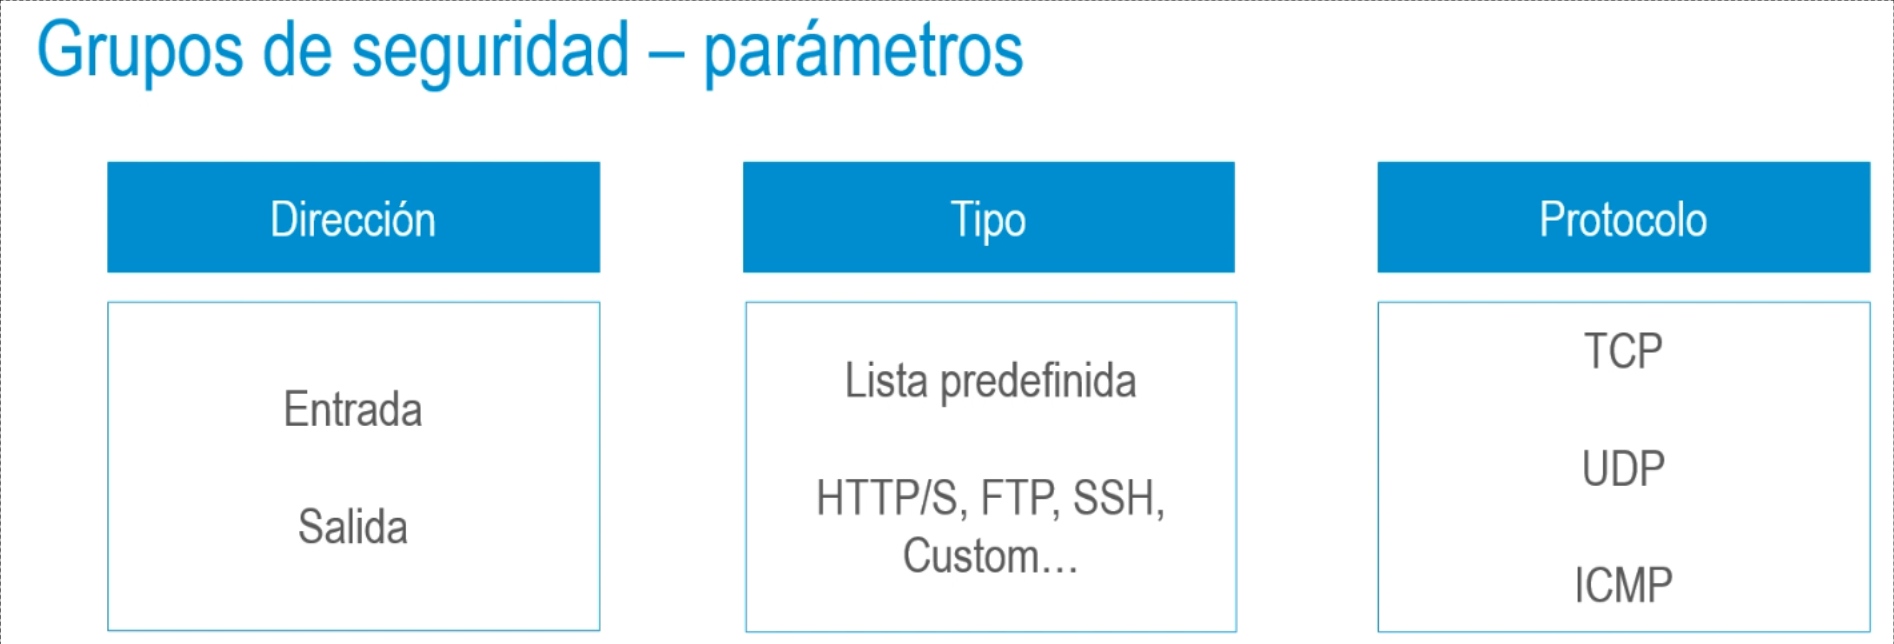 Grupos de seguridad – parámetros
Dirección
Entrada
Salida
Tipo
Lista predefinida
HTTP/S, FTP, SSH,
Custom…
Protocolo
TCP
UDP
ICMP